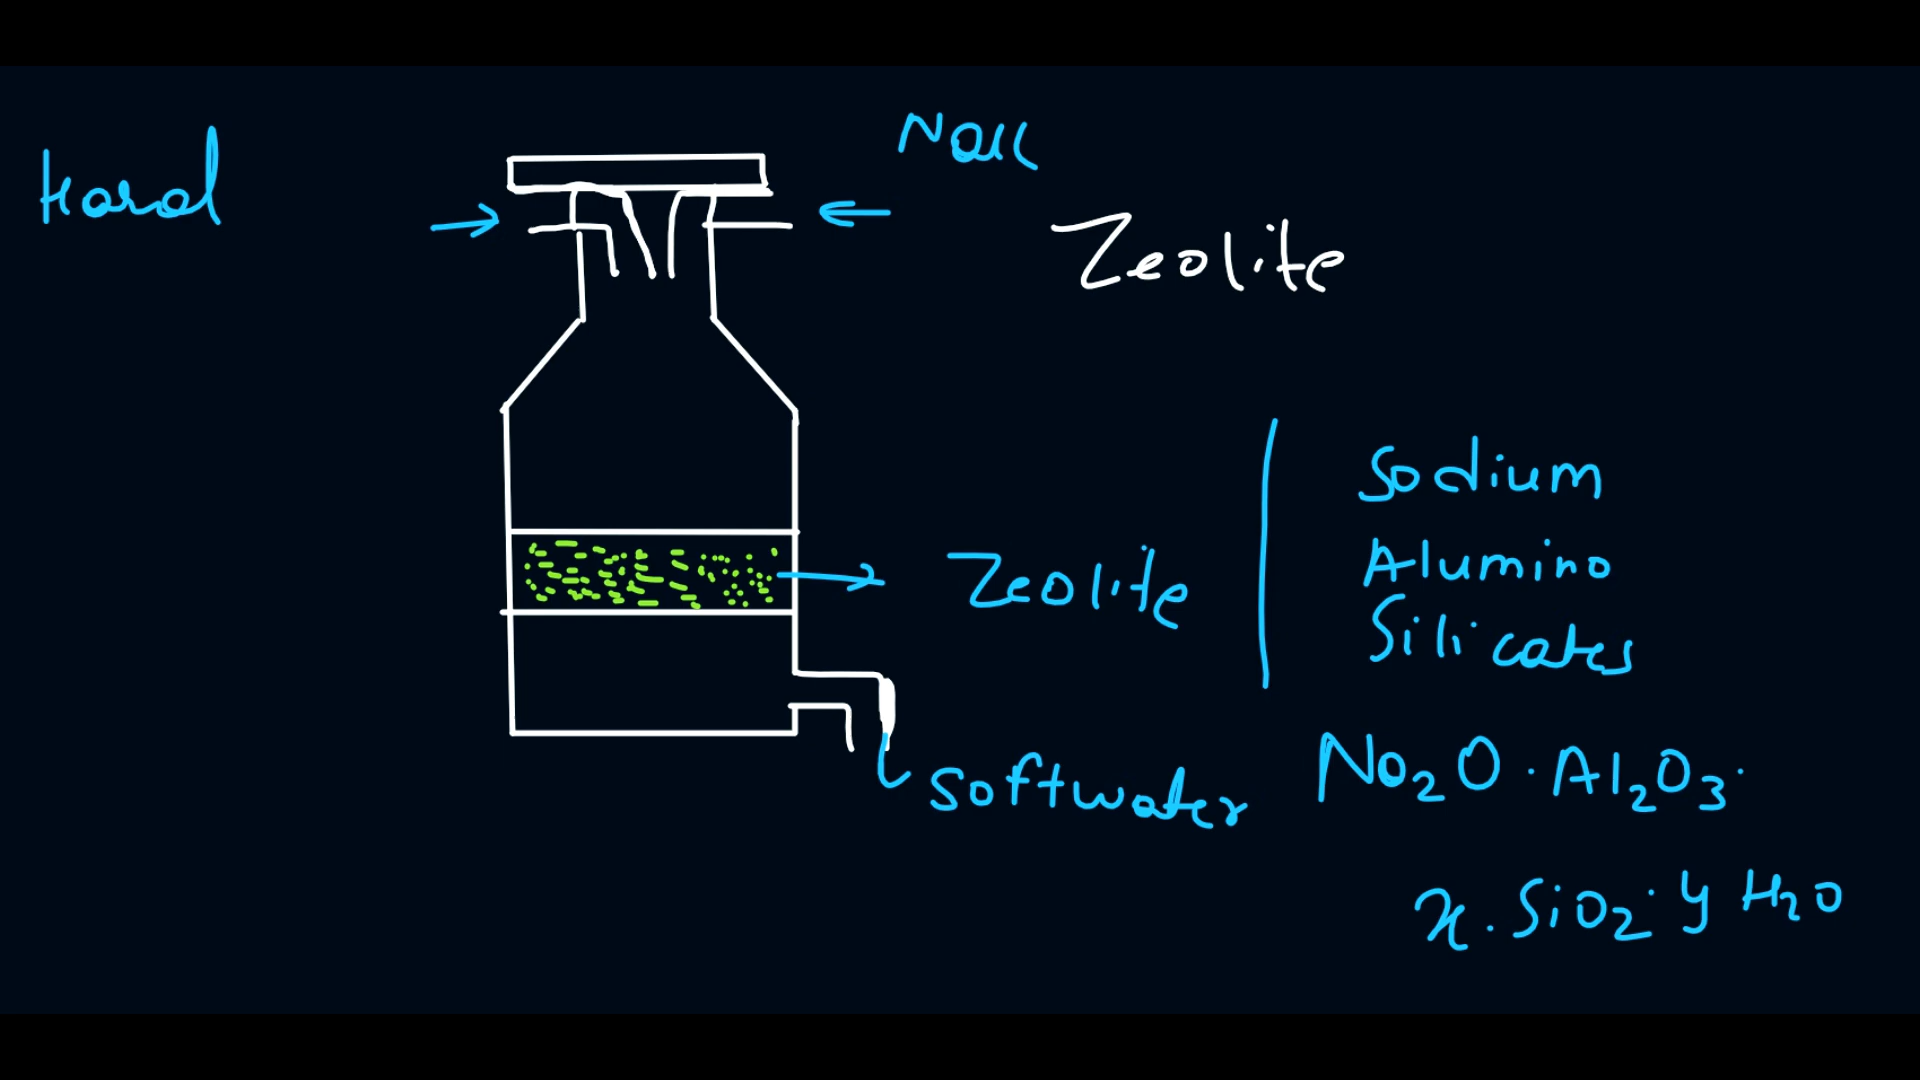 Hard
NaCl
Zeolite
Zeolite
Sodium
Alumino
Silicates
Softwater
Na₂O · Al₂O₃ ·
x . SiO₂ · y H₂O